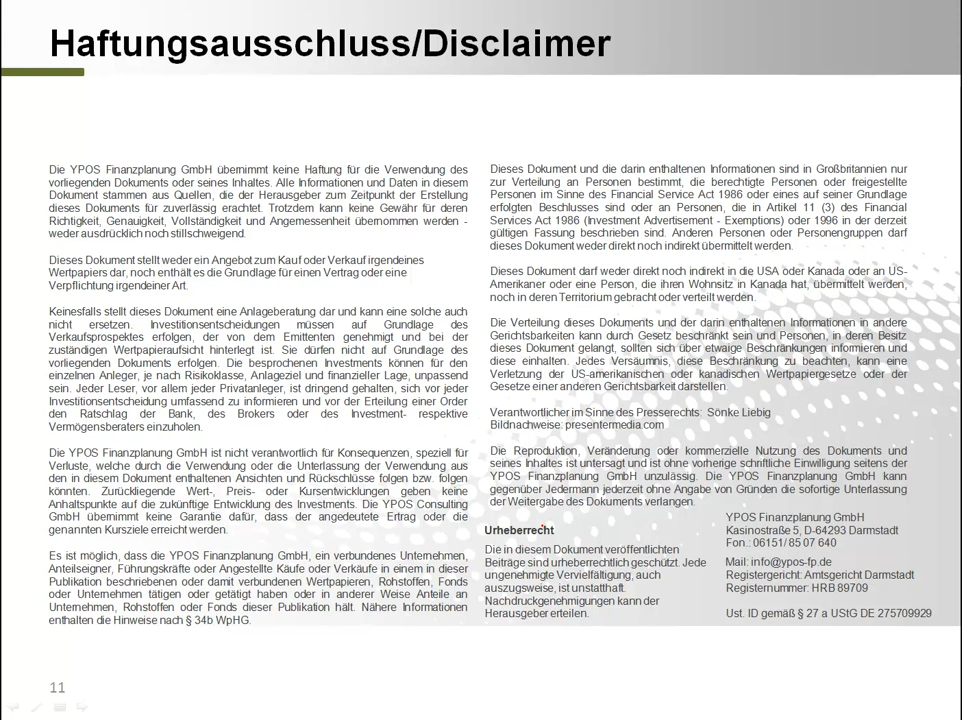 Haftungsausschluss/Disclaimer
Die YPOS Finanzplanung GmbH übernimmt keine Haftung für die Verwendung des
vorliegenden Dokuments oder seines Inhaltes. Alle Informationen und Daten in diesem
Dokument stammen aus Quellen, die der Herausgeber zum Zeitpunkt der Erstellung
dieses Dokuments für zuverlässig erachtet. Trotzdem kann keine Gewähr für deren
Richtigkeit, Genauigkeit, Vollständigkeit und Angemessenheit übernommen werden -
weder ausdrücklich noch stillschweigend.
Dieses Dokument stellt weder ein Angebot zum Kauf oder Verkauf irgendeines
Wertpapiers dar, noch enthält es die Grundlage für einen Vertrag oder eine
Verpflichtung irgendeiner Art.
Keinesfalls stellt dieses Dokument eine Anlageberatung dar und kann eine solche auch
nicht ersetzen. Investitionsentscheidungen müssen auf Grundlage des
Verkaufsprospektes erfolgen, der von dem Emittenten genehmigt und bei der
zuständigen Wertpapieraufsicht hinterlegt ist. Sie dürfen nicht auf Grundlage des
vorliegenden Dokuments erfolgen. Die besprochenen Investments können für den
einzelnen Anleger, je nach Risikoklasse, Anlageziel und finanzieller Lage, unpassend
sein. Jeder Leser, vor allem jeder Privatanleger, ist dringend gehalten, sich vor jeder
Investitionsentscheidung umfassend zu informieren und vor der Erteilung einer Order
den Ratschlag der Bank, des Brokers oder des Investment- respektive
Vermögensberaters einzuholen.
Die YPOS Finanzplanung GmbH ist nicht verantwortlich für Konsequenzen, speziell für
Verluste, welche durch die Verwendung oder die Unterlassung der Verwendung aus
den in diesem Dokument enthaltenen Ansichten und Rückschlüsse folgen bzw. folgen
könnten. Zurückliegende Wert-, Preis- oder Kursentwicklungen geben keine
Anhaltspunkte auf die zukünftige Entwicklung des Investments. Die YPOS Consulting
GmbH übernimmt keine Garantie dafür, dass der angedeutete Ertrag oder die
genannten Kursziele erreicht werden.
Es ist möglich, dass die YPOS Finanzplanung GmbH, ein verbundenes Unternehmen,
Anteilseigner, Führungskräfte oder Angestellte Käufe oder Verkäufe in einem in dieser
Publikation beschriebenen oder damit verbundenen Wertpapieren, Rohstoffen, Fonds
oder Unternehmen tätigen oder getätigt haben oder in anderer Weise Anteile an
Unternehmen, Rohstoffen oder Fonds dieser Publikation hält. Nähere Informationen
enthalten die Hinweise nach § 34b WpHG.
Dieses Dokument und die darin enthaltenen Informationen sind in Großbritannien nur
zur Verteilung an Personen bestimmt, die berechtigte Personen oder freigestellte
Personen im Sinne des Financial Service Act 1986 oder eines auf seiner Grundlage
erfolgten Beschlusses sind oder an Personen, die in Artikel 11 (3) des Financial
Services Act 1986 (Investment Advertisement - Exemptions) oder 1996 in der derzeit
gültigen Fassung beschrieben sind. Anderen Personen oder Personengruppen darf
dieses Dokument weder direkt noch indirekt übermittelt werden.
Dieses Dokument darf weder direkt noch indirekt in die USA oder Kanada oder an US-
Amerikaner oder eine Person, die ihren Wohnsitz in Kanada hat, übermittelt werden,
noch in deren Territorium gebracht oder verteilt werden.
Die Verteilung dieses Dokuments und der darin enthaltenen Informationen in andere
Gerichtsbarkeiten kann durch Gesetz beschränkt sein und Personen, in deren Besitz
dieses Dokument gelangt, sollten sich über etwaige Beschränkungen informieren und
diese einhalten. Jedes Versäumnis, diese Beschränkung zu beachten, kann eine
Verletzung der US-amerikanischen oder kanadischen Wertpapiergesetze oder der
Gesetze einer anderen Gerichtsbarkeit darstellen.
Verantwortlicher im Sinne des Presserechts: Sönke Liebig
Bildnachweise: presentermedia.com
Die Reproduktion, Veränderung oder kommerzielle Nutzung des Dokuments und
seines Inhaltes ist untersagt und ist ohne vorherige schriftliche Einwilligung seitens der
YPOS Finanzplanung GmbH unzulässig. Die YPOS Finanzplanung GmbH kann
gegenüber Jedermann jederzeit ohne Angabe von Gründen die sofortige Unterlassung
der Weitergabe des Dokuments verlangen.
Urheberrecht
Die in diesem Dokument veröffentlichten
Beiträge sind urheberrechtlich geschützt. Jede
ungenehmigte Vervielfältigung, auch
auszugsweise, ist unstatthaft.
Nachdruckgenehmigungen kann der
Herausgeber erteilen.
YPOS Finanzplanung GmbH
Kasinostraße 5, D-64293 Darmstadt
Fon.: 06151/ 85 07 640
Mail: info@ypos-fp.de
Registergericht: Amtsgericht Darmstadt
Registernummer: HRB 89709
Ust. ID gemäß § 27 a UStG DE 275709929
11